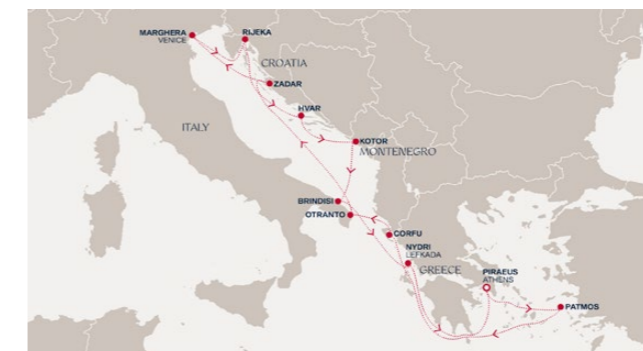 MARGHERA
VENICE
RIJEKA
CROATIA
ZADAR
HVAR
ITALY
KOTOR
MONTENEGRO
BRINDISI
OTRANTO
CORFU
NYDRI
LEFKADA
GREECE
PIRAEUS
ATHENS
PATMOS